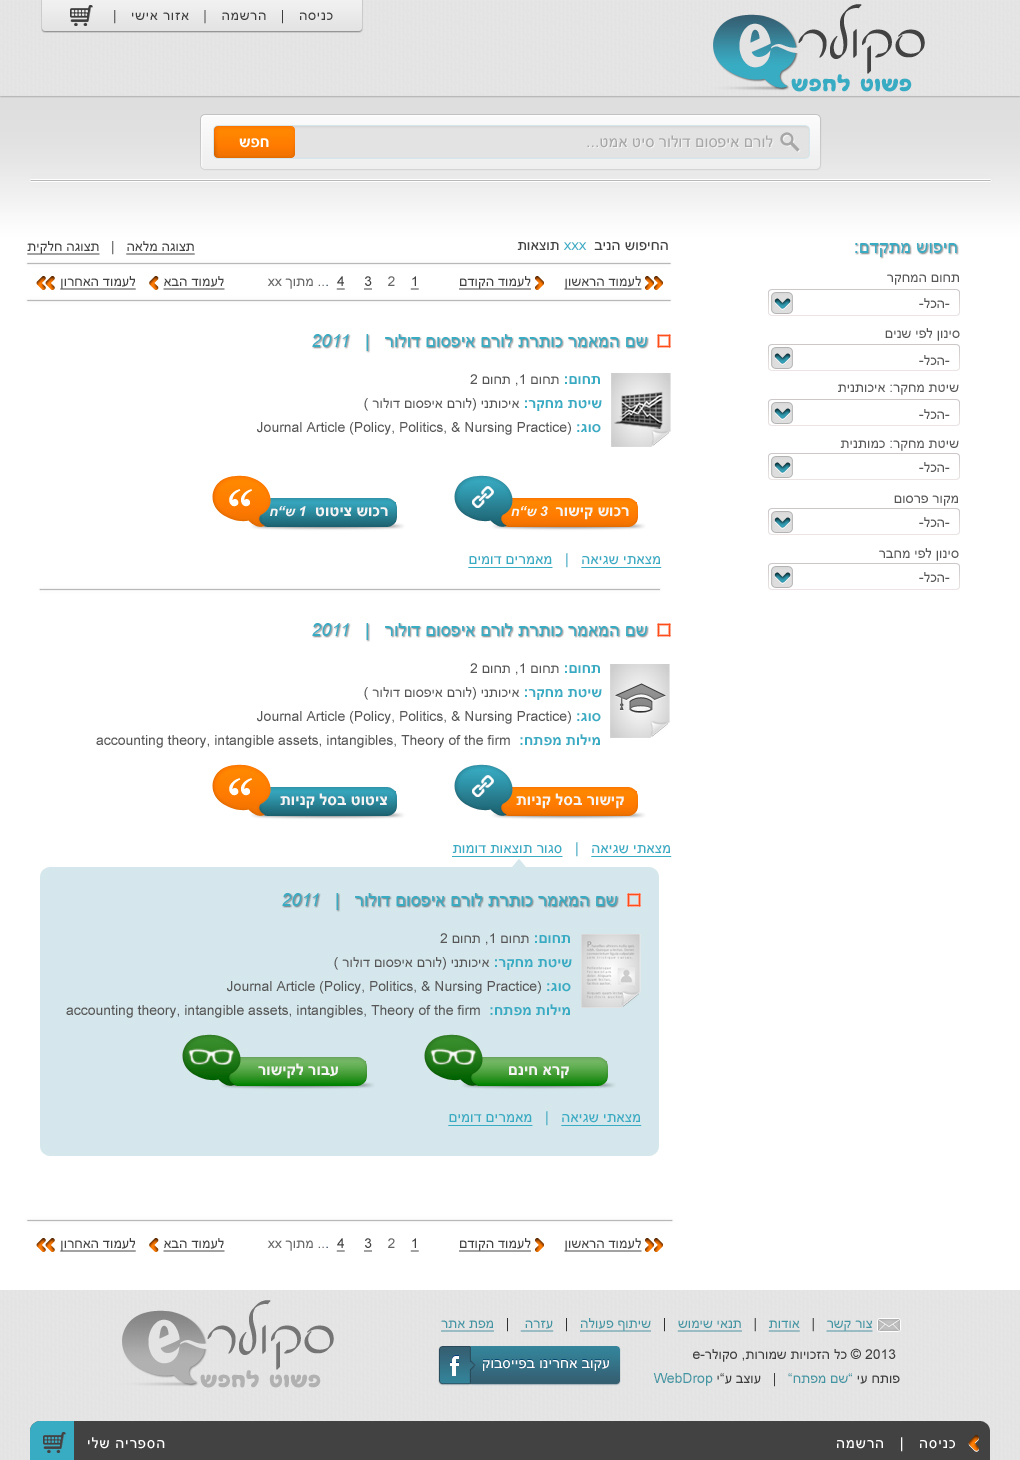 כניסה | הרשמה | אזור אישי |
סקולר-e
פשוט לחפש
לורם איפסום דולור סיט אמט...
חפש
חיפוש מתקדם:
תחום המחקר
-הכל-
סינון לפי שנים
-הכל-
שיטת מחקר: איכותנית
-הכל-
שיטת מחקר: כמותנית
-הכל-
מקור פרסום
-הכל-
סינון לפי מחבר
-הכל-
החיפוש הניב xxx תוצאות
תצוגה מלאה | תצוגה חלקית
לעמוד הראשון לעמוד הקודם 1 2 3 4 ... מתוך xx לעמוד הבא לעמוד האחרון
שם המאמר כותרת לורם איפסום דולור | 2011
תחום: תחום 1, תחום 2
שיטת מחקר: איכותני (לורם איפסום דולור )
סוג: Journal Article (Policy, Politics, & Nursing Practice)
רכוש קישור 3 ש"ח
רכוש ציטוט 1 ש"ח
מצאתי שגיאה | מאמרים דומים
שם המאמר כותרת לורם איפסום דולור | 2011
תחום: תחום 1, תחום 2
שיטת מחקר: איכותני (לורם איפסום דולור )
סוג: Journal Article (Policy, Politics, & Nursing Practice)
מילות מפתח: accounting theory, intangible assets, intangibles, Theory of the firm
קישור בסל קניות
ציטוט בסל קניות
מצאתי שגיאה | סגור תוצאות דומות
שם המאמר כותרת לורם איפסום דולור | 2011
תחום: תחום 1, תחום 2
שיטת מחקר: איכותני (לורם איפסום דולור )
סוג: Journal Article (Policy, Politics, & Nursing Practice)
מילות מפתח: accounting theory, intangible assets, intangibles, Theory of the firm
קרא חינם
עבור לקישור
מצאתי שגיאה | מאמרים דומים
לעמוד הראשון לעמוד הקודם 1 2 3 4 ... מתוך xx לעמוד הבא לעמוד האחרון
צור קשר | אודות | תנאי שימוש | שיתוף פעולה | עזרה | מפת אתר
2013 © כל הזכויות שמורות, סקולר-e
פותח עי "שם מפתח" | עוצב ע"י WebDrop
עקוב אחרינו בפייסבוק
סקולר-e
פשוט לחפש
כניסה | הרשמה
הספריה שלי